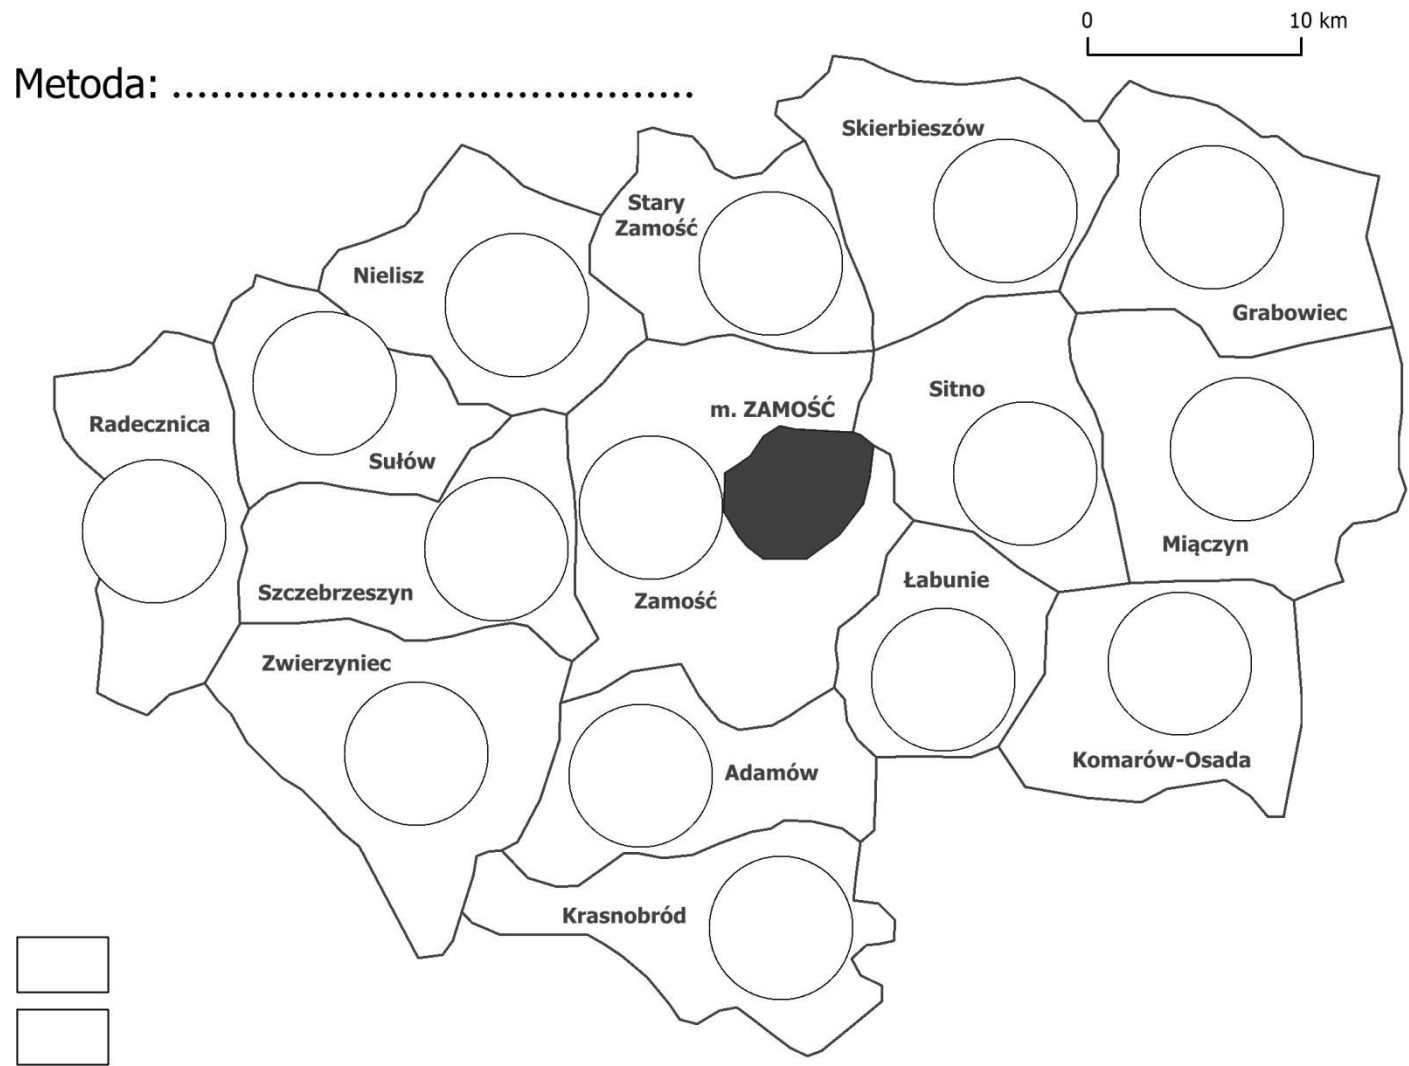 0 10 km
Metoda: ........................................
Skierbieszów
Stary
Zamość
Nielisz
Grabowiec
Sitno
m. ZAMOŚĆ
Radecznica
Sułów
Miączyn
Łabunie
Szczebrzeszyn
Zamość
Zwierzyniec
Komarów-Osada
Adamów
Krasnobród